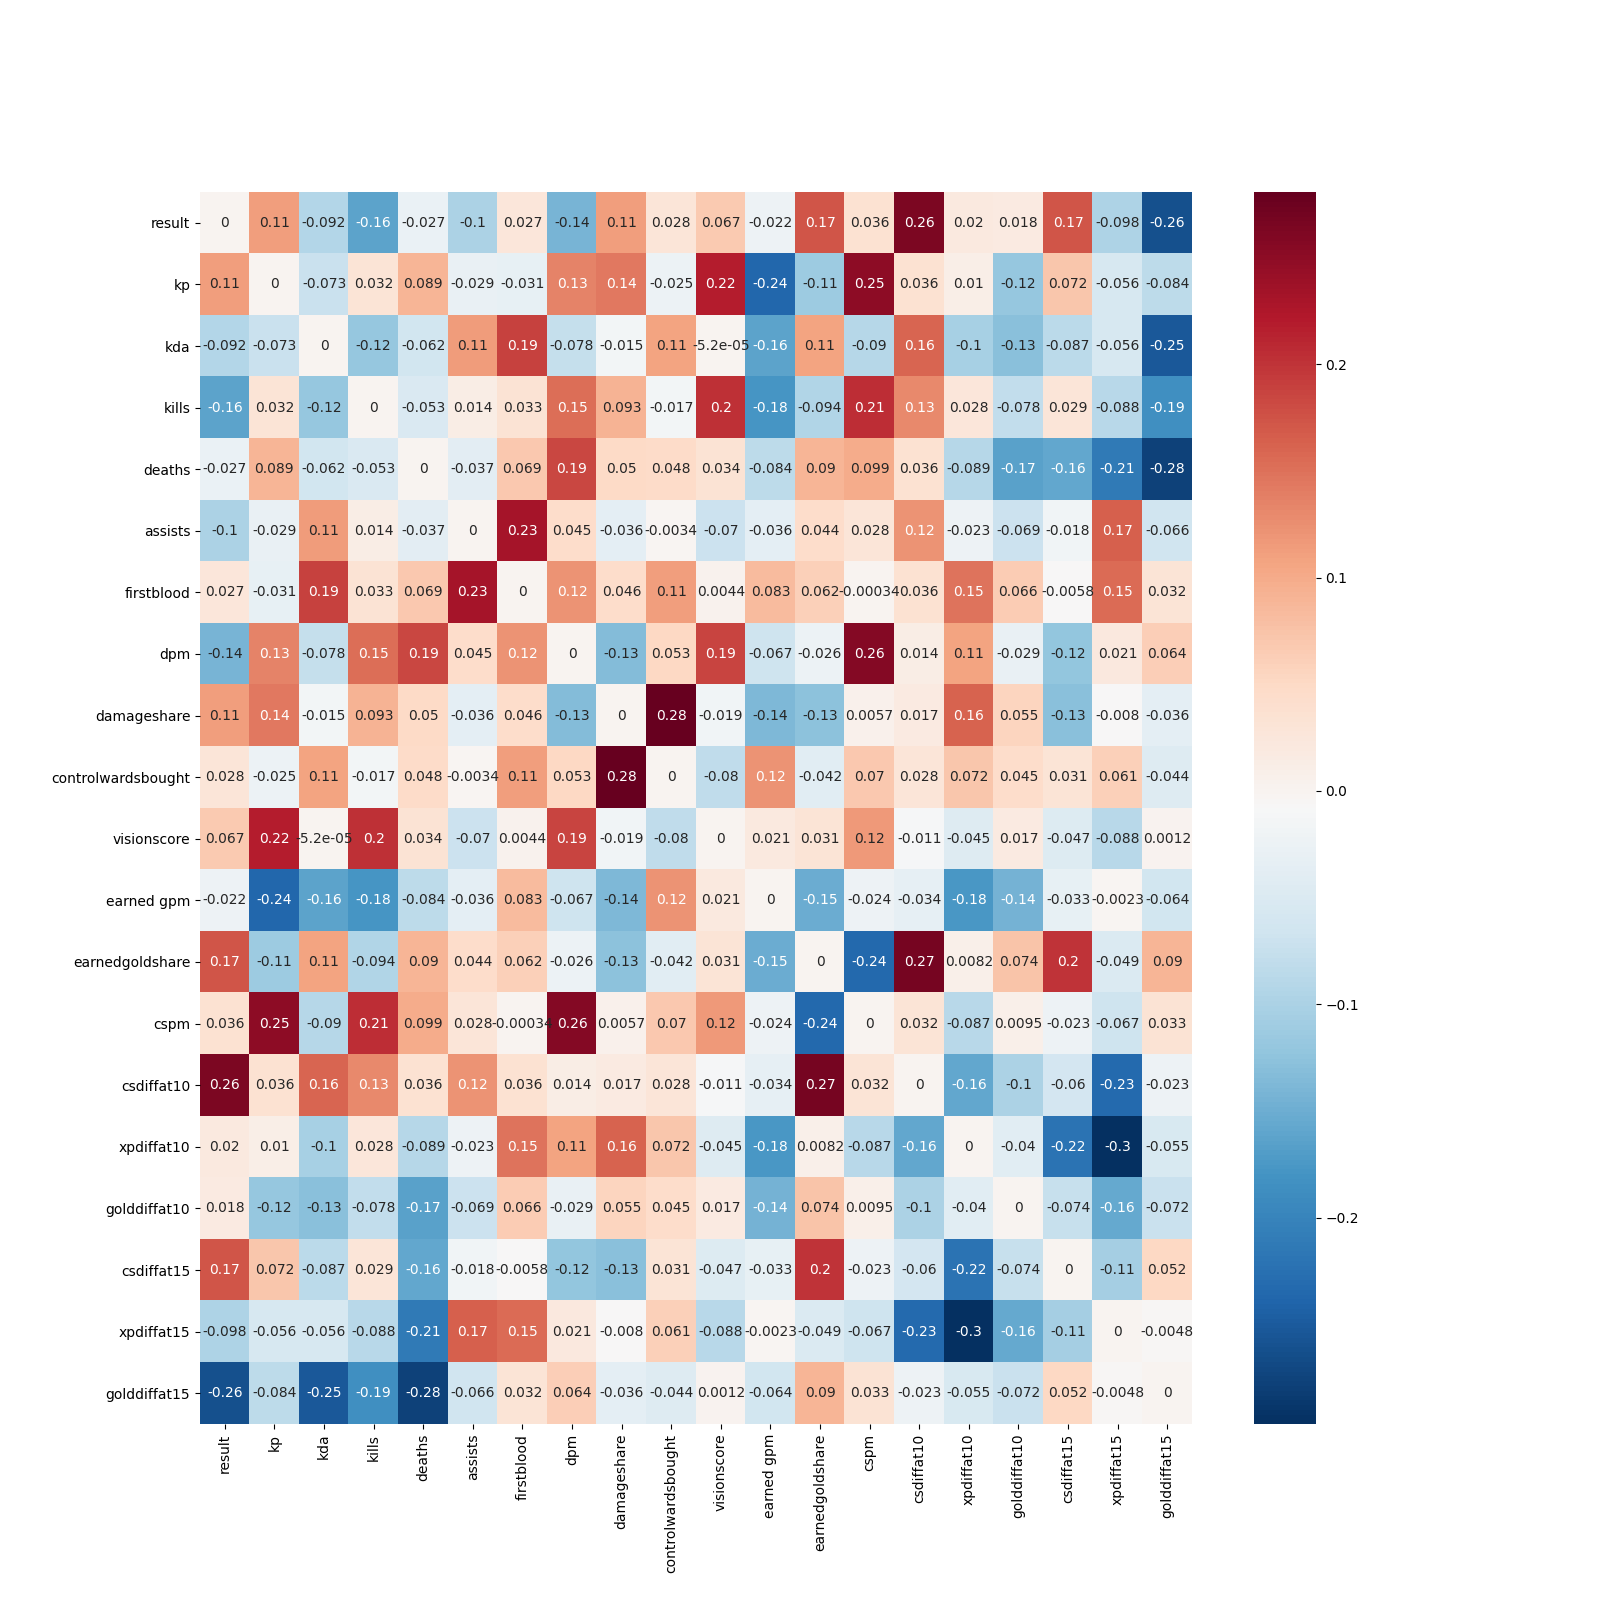 result 0 0.11 -0.092 -0.16 -0.027 -0.1 0.027 -0.14 0.11 0.028 0.067 -0.022 0.17 0.036 0.26 0.02 0.018 0.17 -0.098 -0.26
kp 0.11 0 -0.073 0.032 0.089 -0.029 -0.031 0.13 0.14 -0.025 0.22 -0.24 -0.11 0.25 0.036 0.01 -0.12 0.072 -0.056 -0.084
kda -0.092 -0.073 0 -0.12 -0.062 0.11 0.19 -0.078 -0.015 0.11 -5.2e-05 -0.16 0.11 -0.09 0.16 -0.1 -0.13 -0.087 -0.056 -0.25
0.2
kills -0.16 0.032 -0.12 0 -0.053 0.014 0.033 0.15 0.093 -0.017 0.2 -0.18 -0.094 0.21 0.13 0.028 -0.078 0.029 -0.088 -0.19
deaths -0.027 0.089 -0.062 -0.053 0 -0.037 0.069 0.19 0.05 0.048 0.034 -0.084 0.09 0.099 0.036 -0.089 -0.17 -0.16 -0.21 -0.28
assists -0.1 -0.029 0.11 0.014 -0.037 0 0.23 0.045 -0.036 -0.0034 -0.07 -0.036 0.044 0.028 0.12 -0.023 -0.069 -0.018 0.17 -0.066
0.1
firstblood 0.027 -0.031 0.19 0.033 0.069 0.23 0 0.12 0.046 0.11 0.0044 0.083 0.062 -0.00034 0.036 0.15 0.066 -0.0058 0.15 0.032
dpm -0.14 0.13 -0.078 0.15 0.19 0.045 0.12 0 -0.13 0.053 0.19 -0.067 -0.026 0.26 0.014 0.11 -0.029 -0.12 0.021 0.064
damageshare 0.11 0.14 -0.015 0.093 0.05 -0.036 0.046 -0.13 0 0.28 -0.019 -0.14 -0.13 0.0057 0.017 0.16 0.055 -0.13 -0.008 -0.036
controlwardsbought 0.028 -0.025 0.11 -0.017 0.048 -0.0034 0.11 0.053 0.28 0 -0.08 0.12 -0.042 0.07 0.028 0.072 0.045 0.031 0.061 -0.044
0.0
visionscore 0.067 0.22 -5.2e-05 0.2 0.034 -0.07 0.0044 0.19 -0.019 -0.08 0 0.021 0.031 0.12 -0.011 -0.045 0.017 -0.047 -0.088 0.0012
earned gpm -0.022 -0.24 -0.16 -0.18 -0.084 -0.036 0.083 -0.067 -0.14 0.12 0.021 0 -0.15 -0.024 -0.034 -0.18 -0.14 -0.033 -0.0023 -0.064
earnedgoldshare 0.17 -0.11 0.11 -0.094 0.09 0.044 0.062 -0.026 -0.13 -0.042 0.031 -0.15 0 -0.24 0.27 0.0082 0.074 0.2 -0.049 0.09
−0.1
cspm 0.036 0.25 -0.09 0.21 0.099 0.028 -0.00034 0.26 0.0057 0.07 0.12 -0.024 -0.24 0 0.032 -0.087 0.0095 -0.023 -0.067 0.033
csdiffat10 0.26 0.036 0.16 0.13 0.036 0.12 0.036 0.014 0.017 0.028 -0.011 -0.034 0.27 0.032 0 -0.16 -0.1 -0.06 -0.23 -0.023
xpdiffat10 0.02 0.01 -0.1 0.028 -0.089 -0.023 0.15 0.11 0.16 0.072 -0.045 -0.18 0.0082 -0.087 -0.16 0 -0.04 -0.22 -0.3 -0.055
golddiffat10 0.018 -0.12 -0.13 -0.078 -0.17 -0.069 0.066 -0.029 0.055 0.045 0.017 -0.14 0.074 0.0095 -0.1 -0.04 0 -0.074 -0.16 -0.072
−0.2
csdiffat15 0.17 0.072 -0.087 0.029 -0.16 -0.018 -0.0058 -0.12 -0.13 0.031 -0.047 -0.033 0.2 -0.023 -0.06 -0.22 -0.074 0 -0.11 0.052
xpdiffat15 -0.098 -0.056 -0.056 -0.088 -0.21 0.17 0.15 0.021 -0.008 0.061 -0.088 -0.0023 -0.049 -0.067 -0.23 -0.3 -0.16 -0.11 0 -0.0048
golddiffat15 -0.26 -0.084 -0.25 -0.19 -0.28 -0.066 0.032 0.064 -0.036 -0.044 0.0012 -0.064 0.09 0.033 -0.023 -0.055 -0.072 0.052 -0.0048 0
result kp kda kills deaths assists firstblood dpm damageshare controlwardsbought visionscore earned gpm earnedgoldshare cspm csdiffat10 xpdiffat10 golddiffat10 csdiffat15 xpdiffat15 golddiffat15